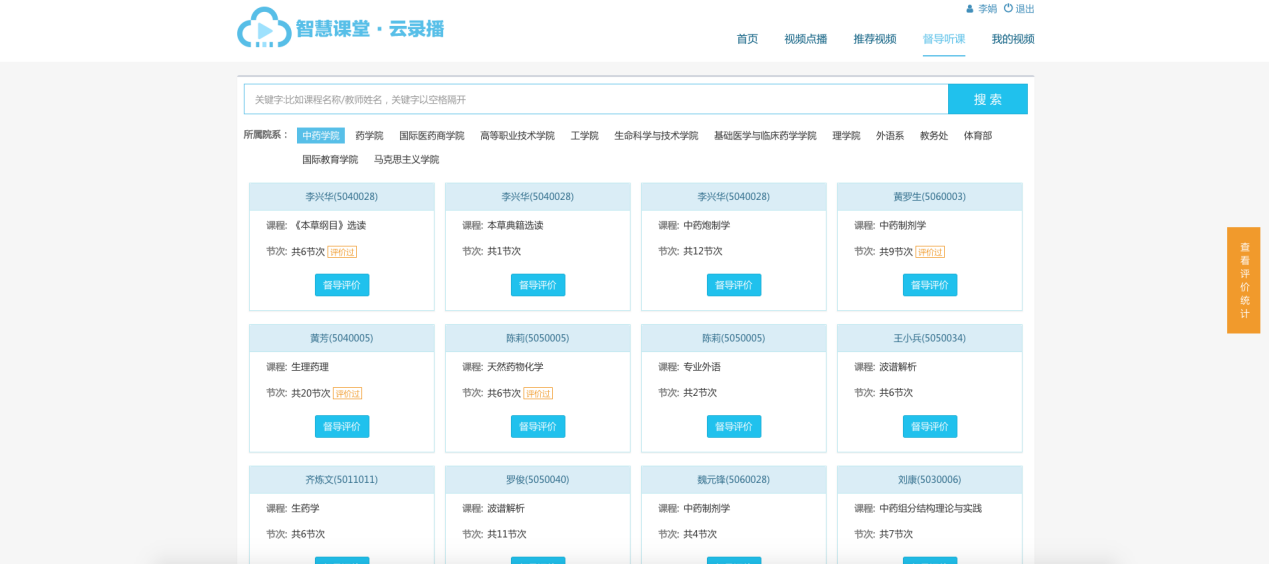 李娟 退出
智慧课堂·云录播
首页 视频点播 推荐视频 督导听课 我的视频
关键字:比如课程名称/教师姓名，关键字以空格隔开 搜 索
所属院系： 中药学院 药学院 国际医药商学院 高等职业技术学院 工学院 生命科学与技术学院 基础医学与临床药学学院 理学院 外语系 教务处 体育部
国际教育学院 马克思主义学院
李兴华(5040028) 李兴华(5040028) 李兴华(5040028) 黄罗生(5060003)
课程: 《本草纲目》选读 课程: 本草典籍选读 课程: 中药炮制学 课程: 中药制剂学
节次: 共6节次 评价过 节次: 共1节次 节次: 共12节次 节次: 共9节次 评价过
督导评价 督导评价 督导评价 督导评价
查看评价统计
黄芳(5040005) 陈莉(5050005) 陈莉(5050005) 王小兵(5050034)
课程: 生理药理 课程: 天然药物化学 课程: 专业外语 课程: 波谱解析
节次: 共20节次 评价过 节次: 共6节次 评价过 节次: 共2节次 节次: 共6节次
督导评价 督导评价 督导评价 督导评价
齐炼文(5011011) 罗俊(5050040) 魏元锋(5060028) 刘康(5030006)
课程: 生药学 课程: 波谱解析 课程: 中药制剂学 课程: 中药组分结构理论与实践
节次: 共6节次 节次: 共11节次 节次: 共4节次 节次: 共7节次